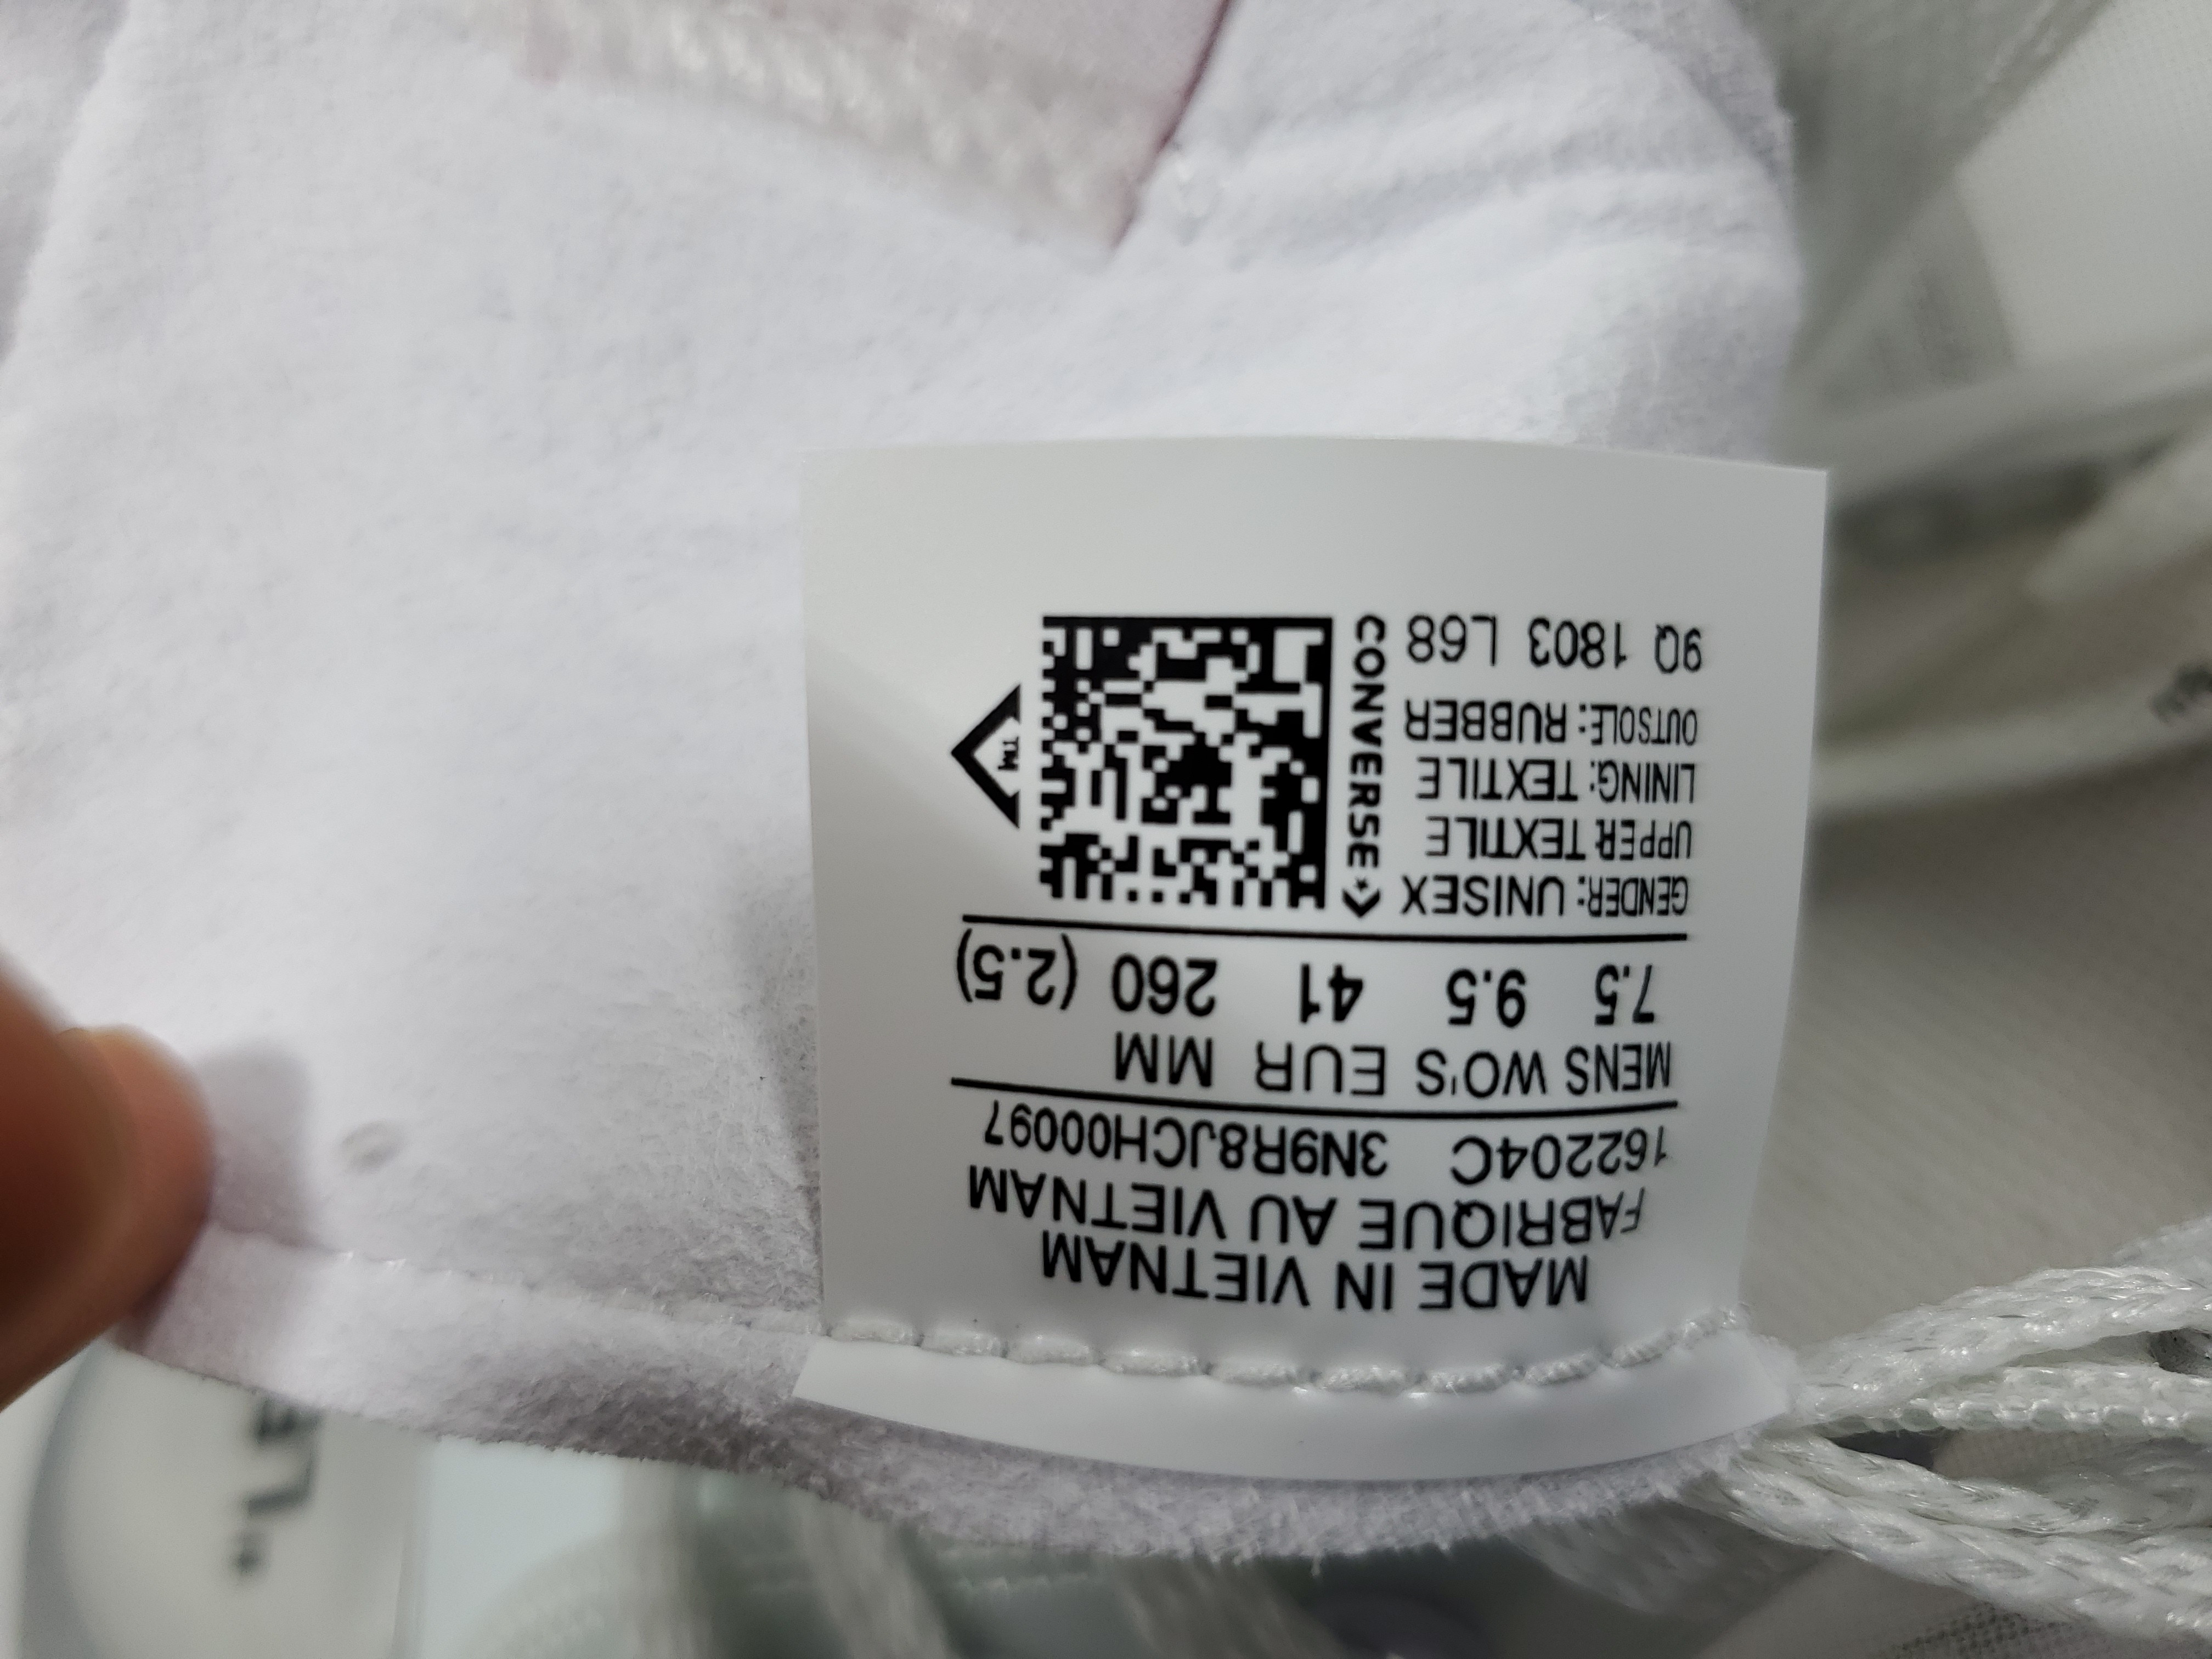 MADE IN VIETNAM
FABRIQUE AU VIETNAM
162204C 3N9R8JCH00097
MENS WO'S EUR MM
7.5 9.5 41 260 (2.5)
GENDER: UNISEX
UPPER TEXTILE
LINING: TEXTILE
OUTSOLE: RUBBER
9Q 1803 L68
CONVERSE
TM